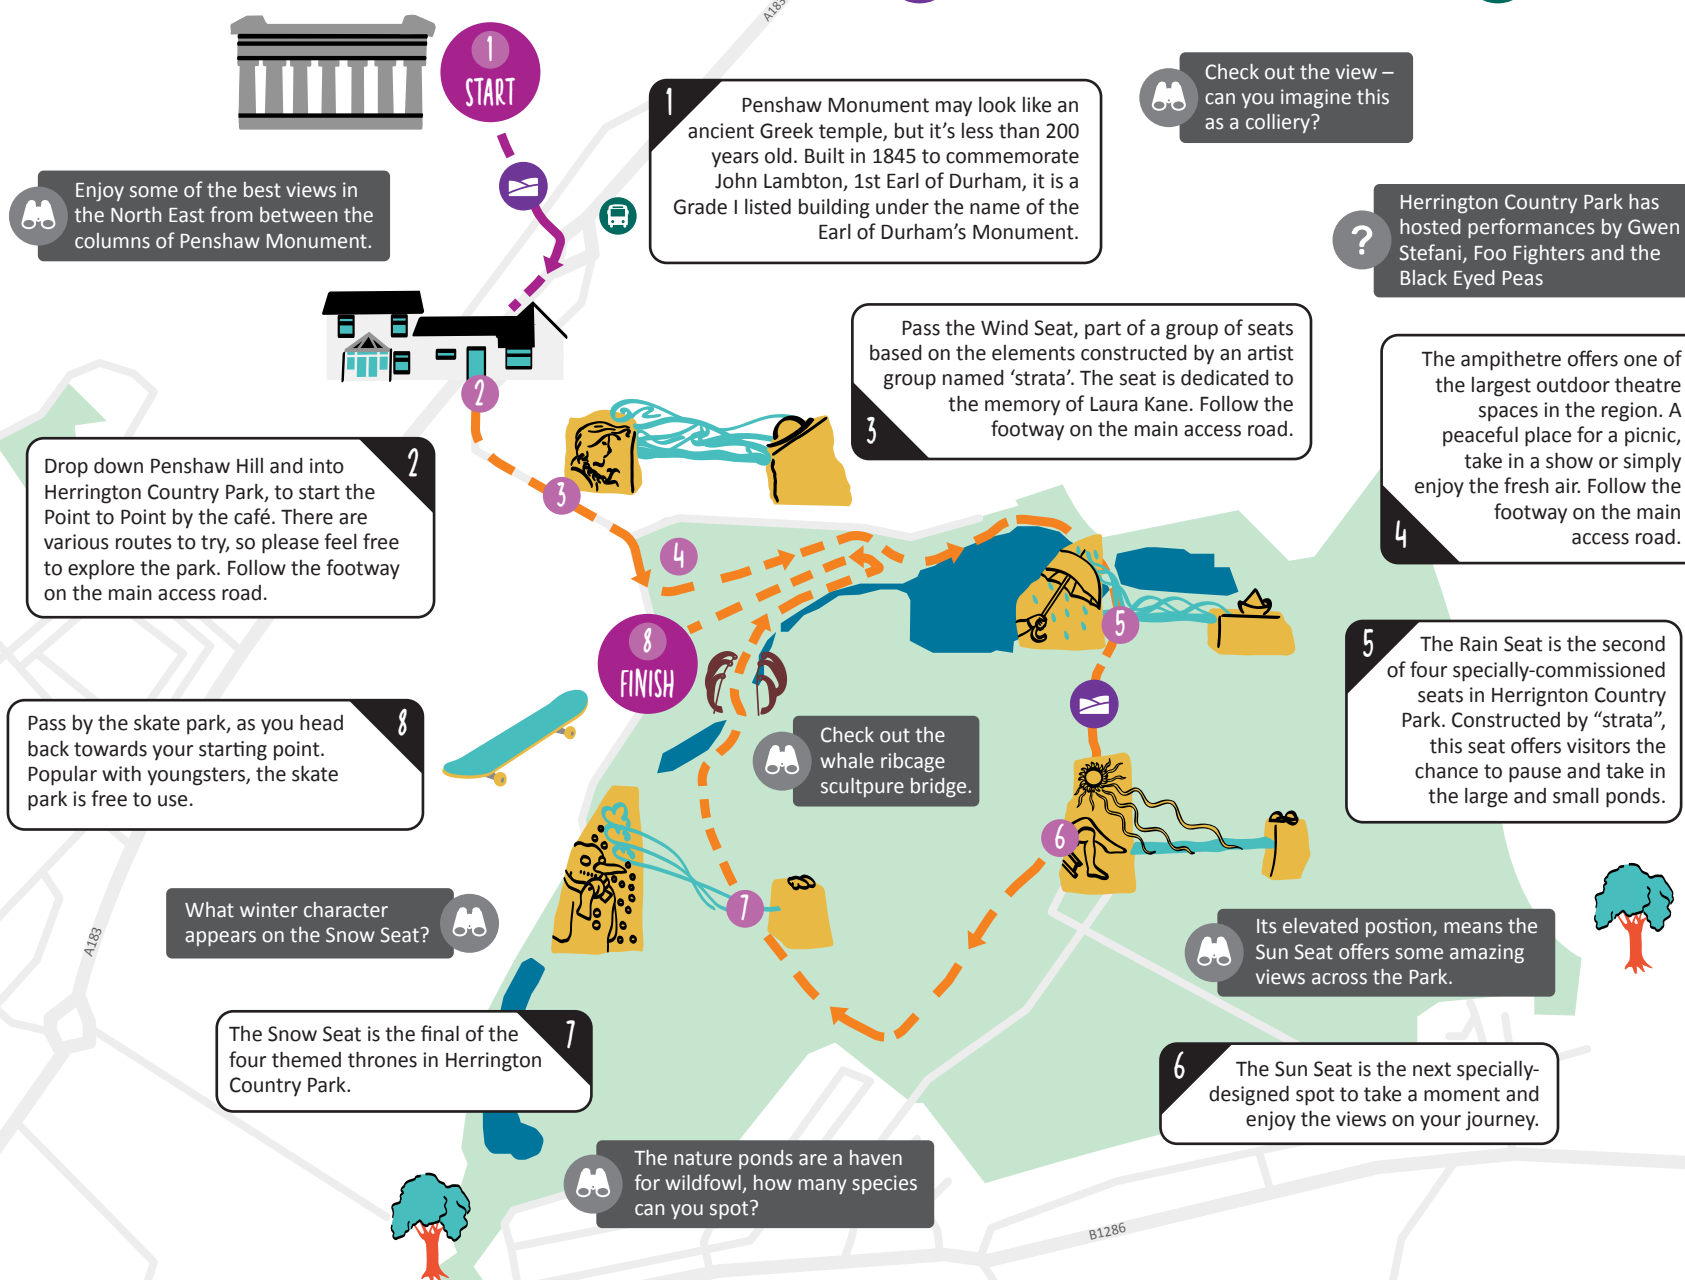 A183
1
START
1
Penshaw Monument may look like an
ancient Greek temple, but it's less than 200
years old. Built in 1845 to commemorate
John Lambton, 1st Earl of Durham, it is a
Grade I listed building under the name of the
Earl of Durham's Monument.
Check out the view –
can you imagine this
as a colliery?
Enjoy some of the best views in
the North East from between the
columns of Penshaw Monument.
?
Herrington Country Park has
hosted performances by Gwen
Stefani, Foo Fighters and the
Black Eyed Peas
Pass the Wind Seat, part of a group of seats
based on the elements constructed by an artist
group named 'strata'. The seat is dedicated to
the memory of Laura Kane. Follow the
footway on the main access road.
3
The ampithetre offers one of
the largest outdoor theatre
spaces in the region. A
peaceful place for a picnic,
take in a show or simply
enjoy the fresh air. Follow the
footway on the main
access road.
4
2
2
Drop down Penshaw Hill and into
Herrington Country Park, to start the
Point to Point by the café. There are
various routes to try, so please feel free
to explore the park. Follow the footway
on the main access road.
3
4
5
8
FINISH
5
The Rain Seat is the second
of four specially-commissioned
seats in Herrignton Country
Park. Constructed by "strata",
this seat offers visitors the
chance to pause and take in
the large and small ponds.
8
Pass by the skate park, as you head
back towards your starting point.
Popular with youngsters, the skate
park is free to use.
Check out the
whale ribcage
scultpure bridge.
6
7
What winter character
appears on the Snow Seat?
A183
Its elevated postion, means the
Sun Seat offers some amazing
views across the Park.
7
The Snow Seat is the final of the
four themed thrones in Herrington
Country Park.
6
The Sun Seat is the next specially-
designed spot to take a moment and
enjoy the views on your journey.
The nature ponds are a haven
for wildfowl, how many species
can you spot?
B1286